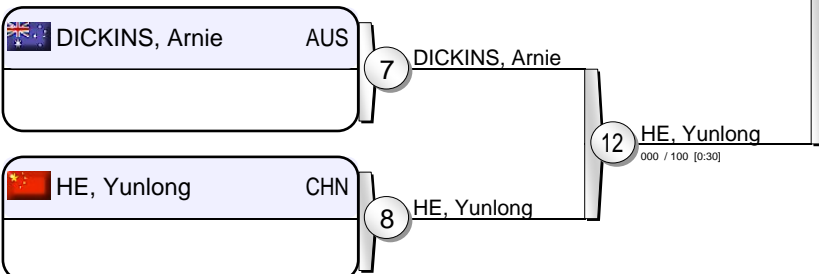 DICKINS, Arnie AUS
7
DICKINS, Arnie
12
HE, Yunlong
000 / 100 [0:30]
HE, Yunlong CHN
8
HE, Yunlong